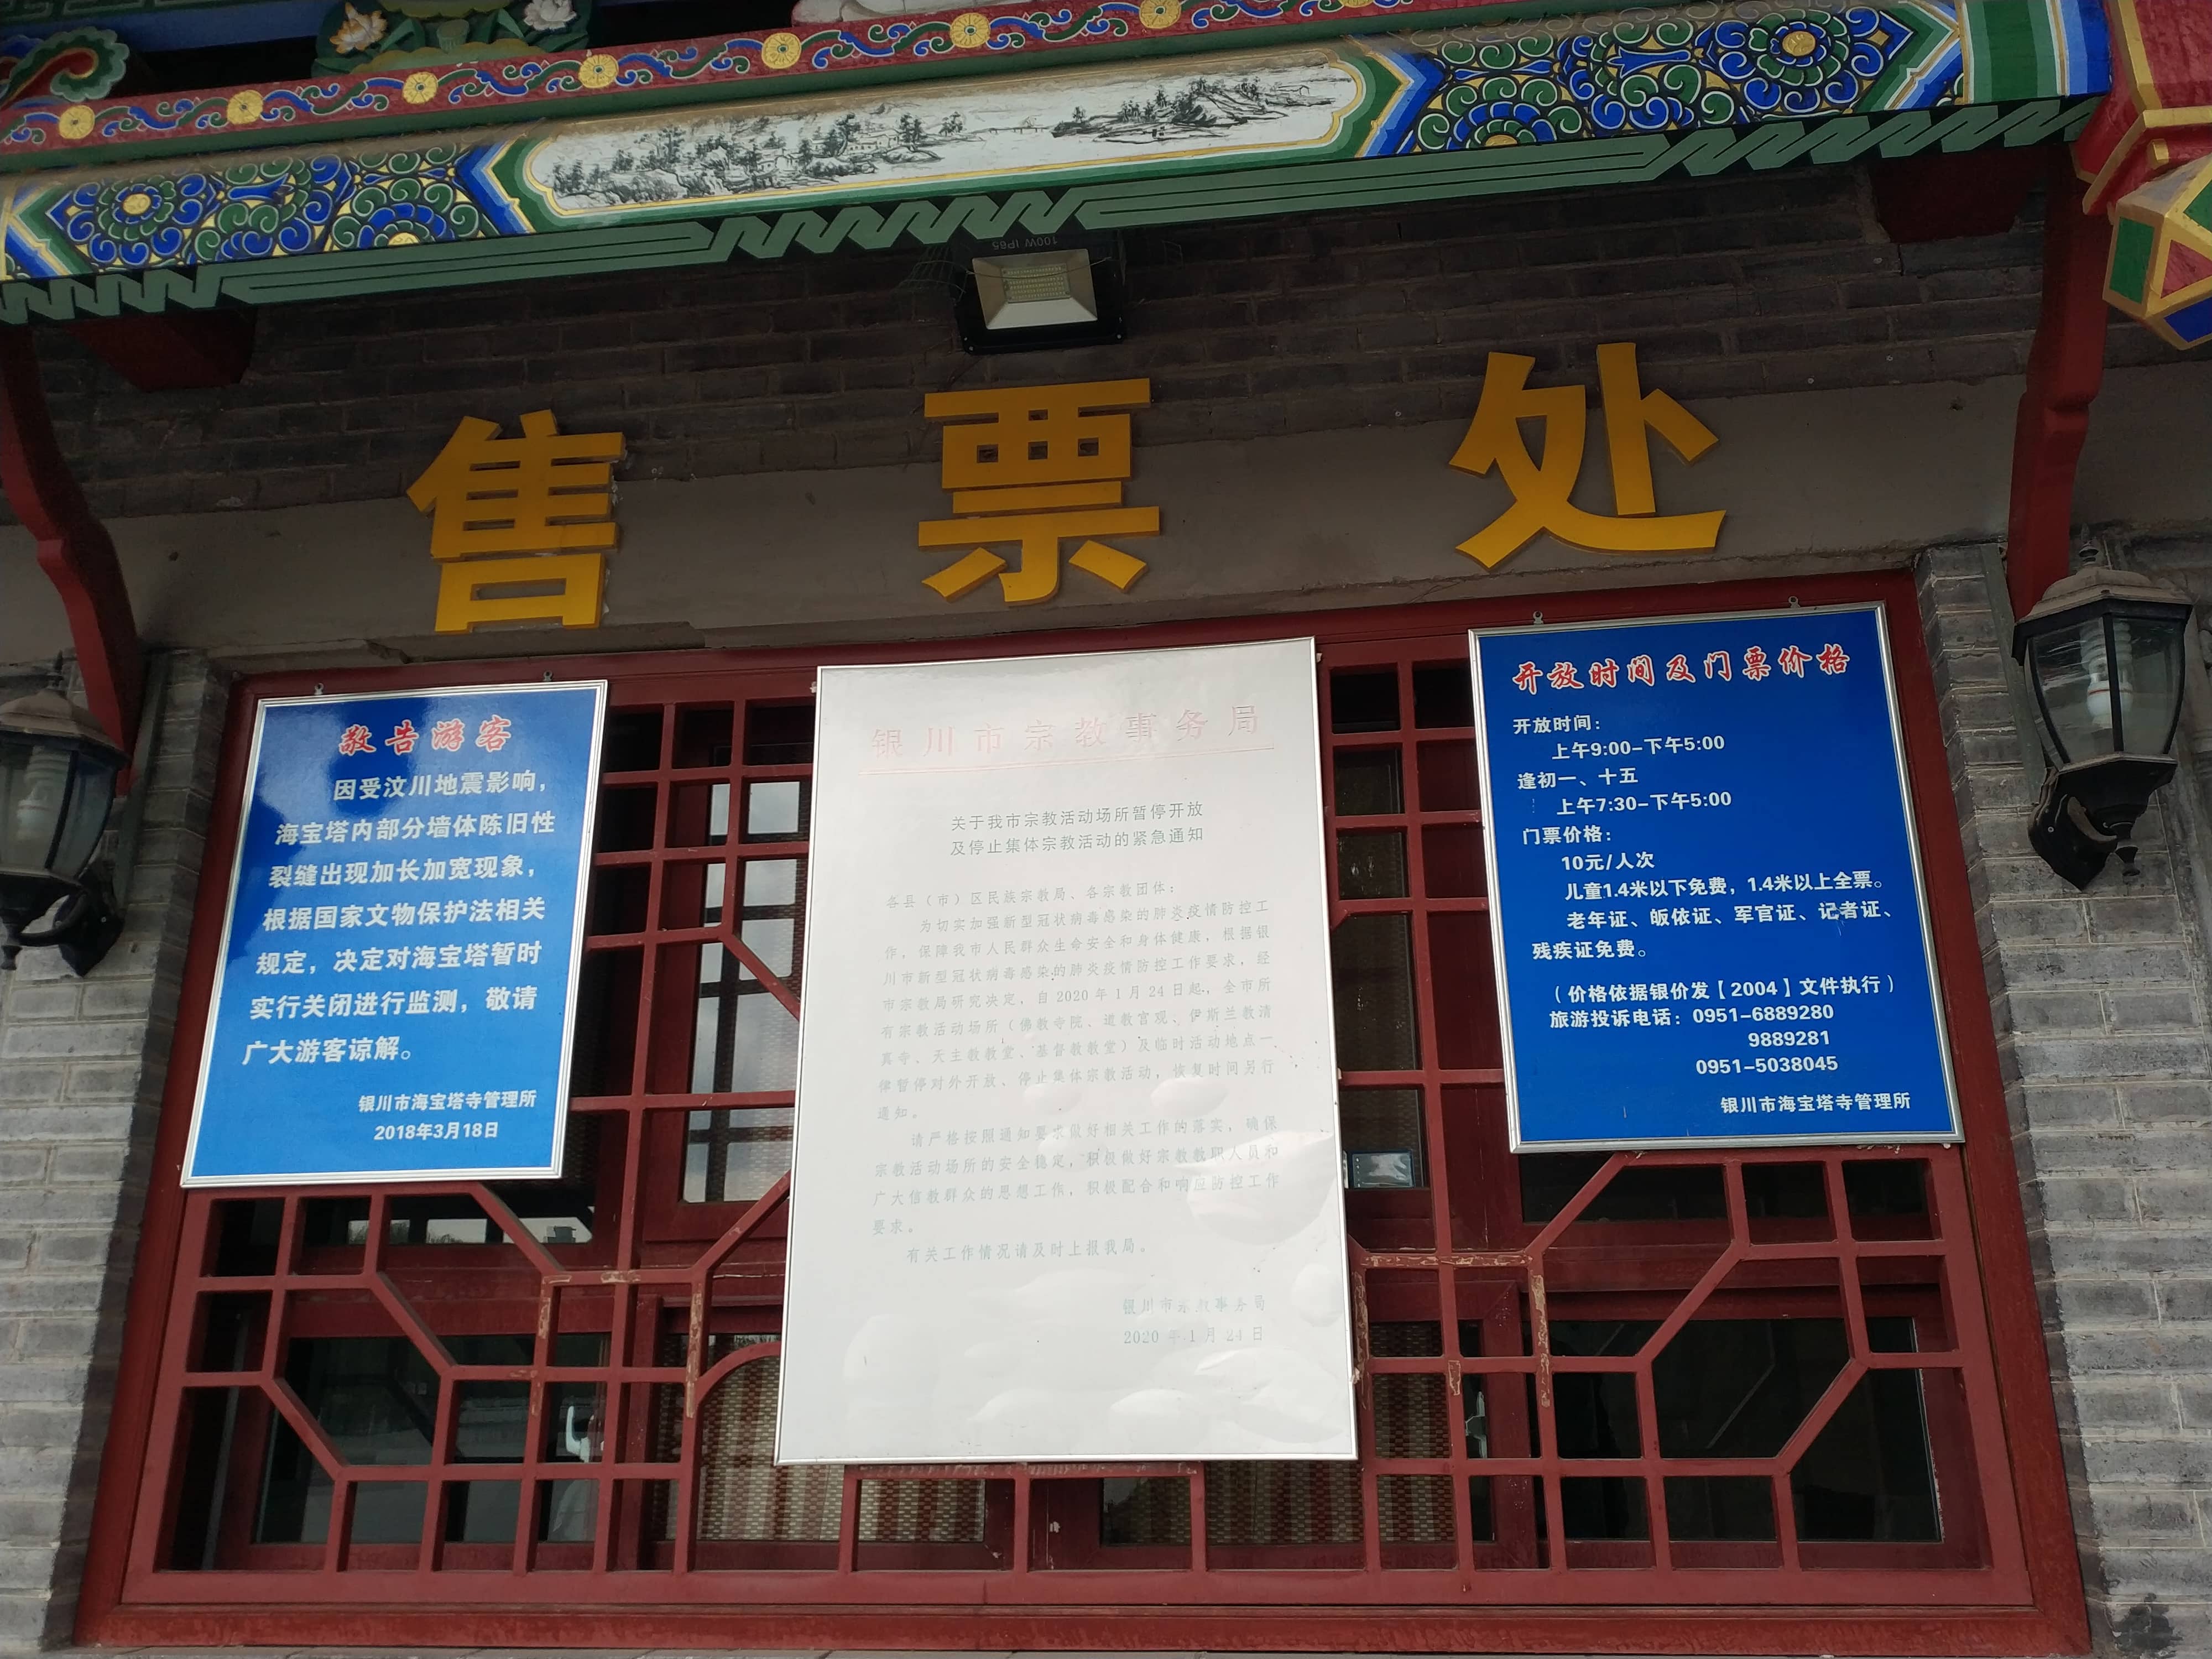 100W IP65
售票处
敬告游客
因受汶川地震影响，
海宝塔内部分墙体陈旧性
裂缝出现加长加宽现象，
根据国家文物保护法相关
规定，决定对海宝塔暂时
实行关闭进行监测，敬请
广大游客谅解。
银川市海宝塔寺管理所
2018年3月18日
银川市宗教事务局
关于我市宗教活动场所暂停开放
及停止集体宗教活动的紧急通知
各县（市）区民族宗教局、各宗教团体：
为切实加强新型冠状病毒感染的肺炎疫情防控工
作，保障我市人民群众生命安全和身体健康，根据银
川市新型冠状病毒感染的肺炎疫情防控工作要求，经
市宗教局研究决定，自2020年1月24日起，全市所
有宗教活动场所（佛教寺院、道教宫观、伊斯兰教清
真寺、天主教教堂、基督教教堂）及临时活动地点一
律暂停对外开放、停止集体宗教活动，恢复时间另行
通知。
请严格按照通知要求做好相关工作的落实，确保
宗教活动场所的安全稳定，积极做好宗教教职人员和
广大信教群众的思想工作，积极配合和响应防控工作
要求。
有关工作情况请及时上报我局。
银川市宗教事务局
2020年1月24日
开放时间及门票价格
开放时间：
上午9:00-下午5:00
逢初一、十五
上午7:30-下午5:00
门票价格：
10元/人次
儿童1.4米以下免费，1.4米以上全票。
老年证、皈依证、军官证、记者证、
残疾证免费。
（价格依据银价发【2004】文件执行）
旅游投诉电话：0951-6889280
9889281
0951-5038045
银川市海宝塔寺管理所